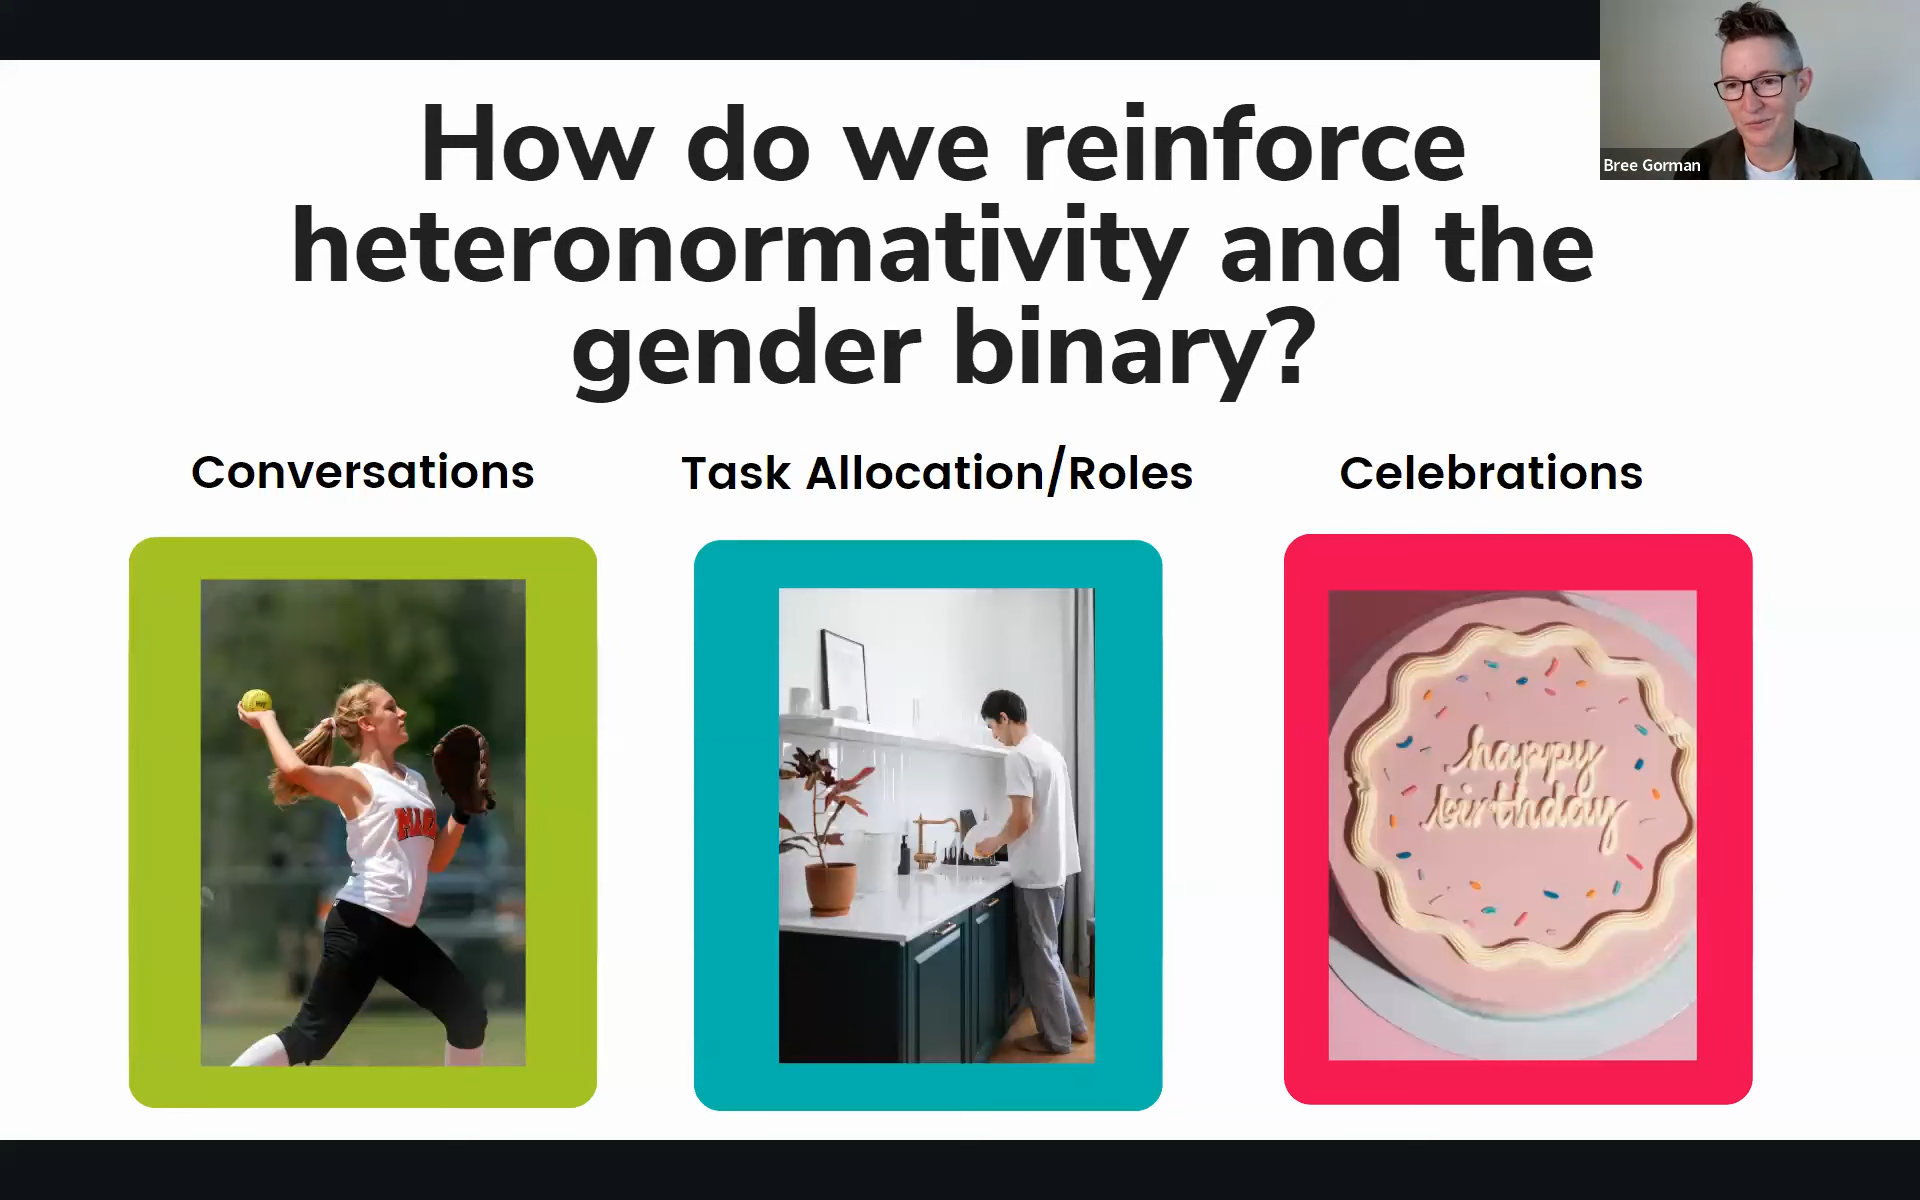 How do we reinforce
heteronormativity and the
gender binary?
Bree Gorman
Conversations
Task Allocation/Roles
Celebrations
happy
birthday